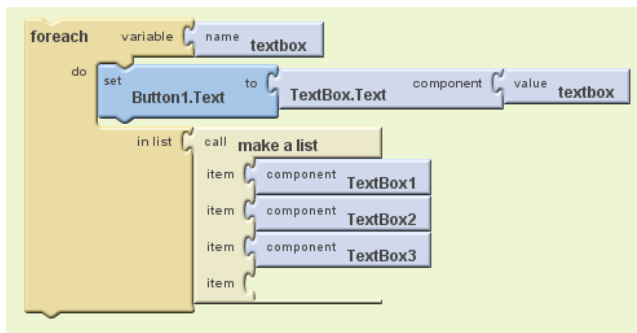 foreach variable name textbox
do set Button1.Text to TextBox.Text component value textbox
in list call make a list
item component TextBox1
item component TextBox2
item component TextBox3
item